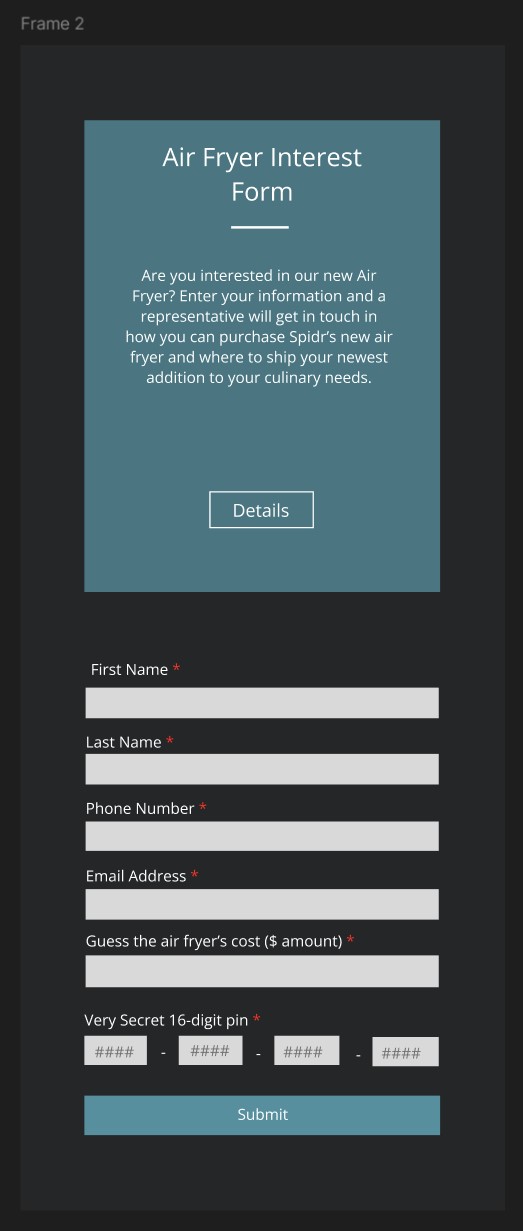 Frame 2
Air Fryer Interest
Form
Are you interested in our new Air
Fryer? Enter your information and a
representative will get in touch in
how you can purchase Spidr’s new air
fryer and where to ship your newest
addition to your culinary needs.
Details
First Name *
Last Name *
Phone Number *
Email Address *
Guess the air fryer’s cost ($ amount) *
Very Secret 16-digit pin *
#### - #### - #### - ####
Submit